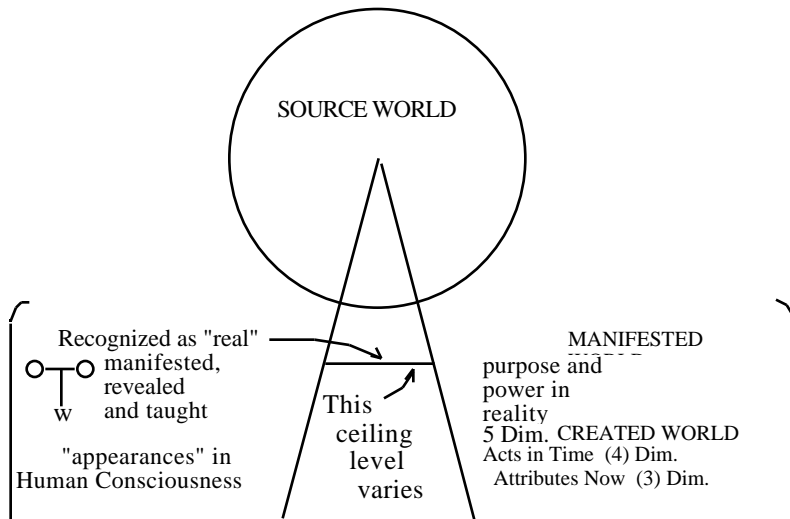 SOURCE WORLD
Recognized as "real"
manifested,
revealed
and taught
W
"appearances" in
Human Consciousness
This
ceiling
level
varies
MANIFESTED
purpose and
power in
reality
5 Dim. CREATED WORLD
Acts in Time (4) Dim.
Attributes Now (3) Dim.